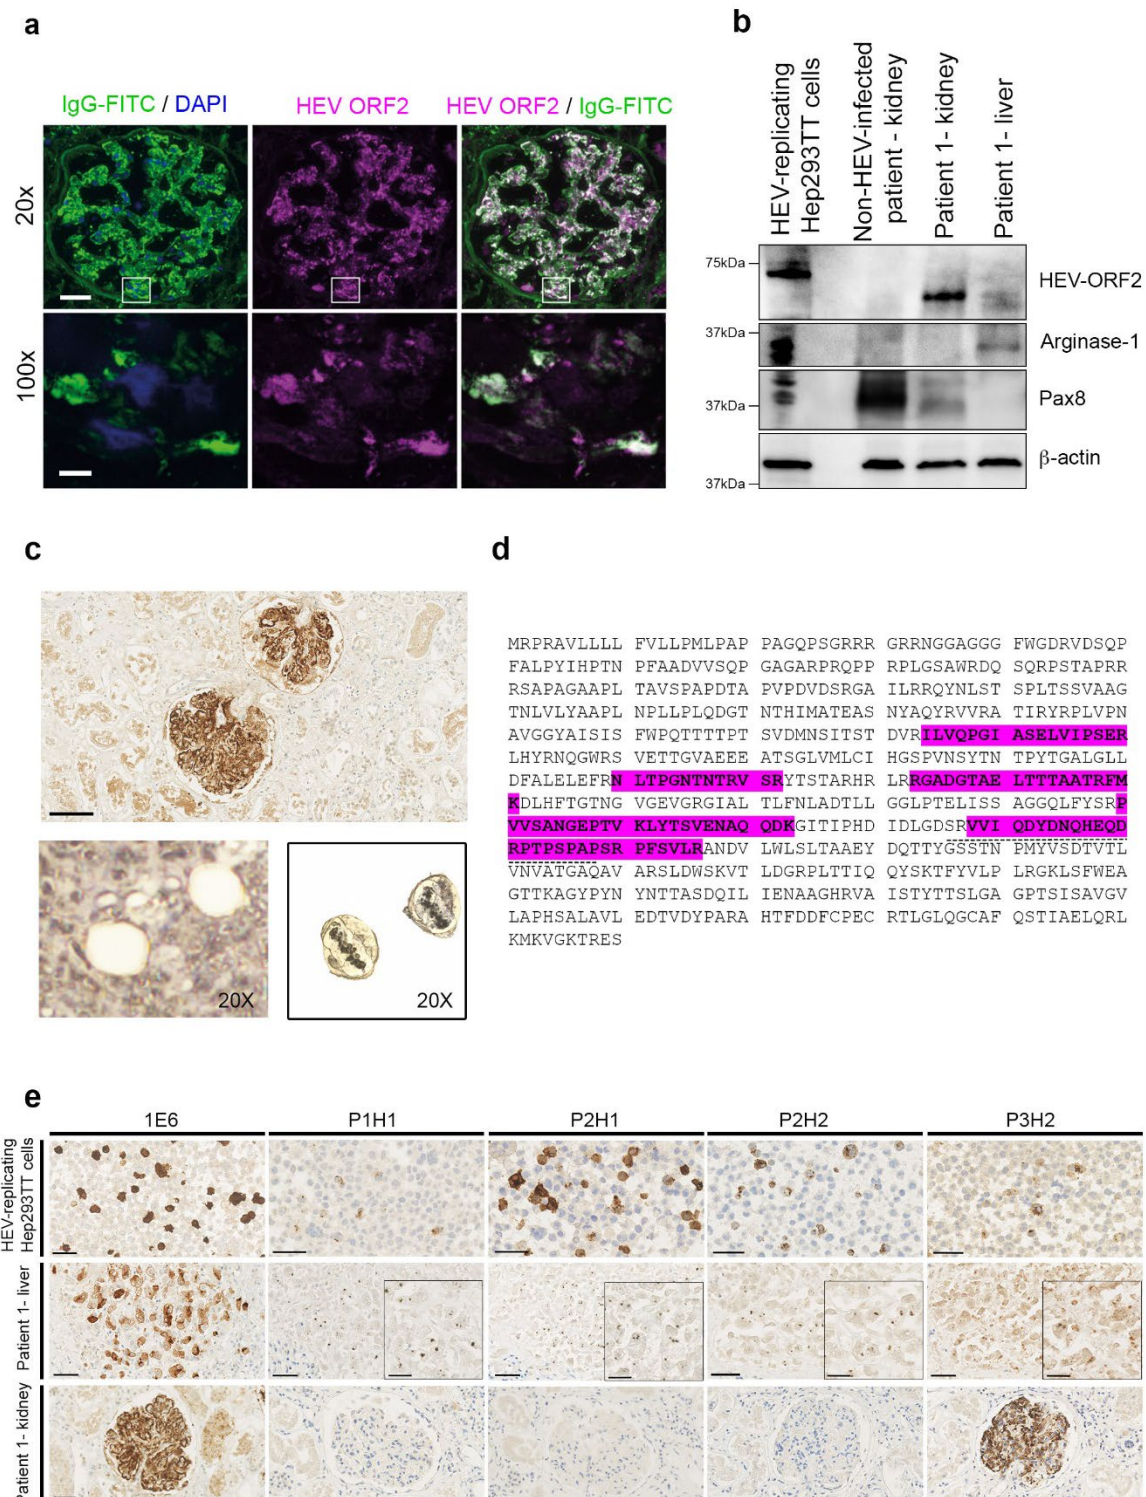 a
IgG-FITC / DAPI
HEV ORF2
HEV ORF2 / IgG-FITC
20x
100x
b
HEV-replicating
Hep293TT cells
Non-HEV-infected
patient - kidney
Patient 1- kidney
Patient 1- liver
75kDa
HEV-ORF2
37kDa
Arginase-1
37kDa
Pax8
β-actin
37kDa
c
20X
20X
d
MRPRAVLLLL FVLLPMLPAP PAGQPSGRRR GRRNGGAGGG FWGDRVDSQP
FALPYIHPTN PFAADVVSQP GAGARPRQPP RPLGSAWRDQ SQRPSTAPRR
RSAPAGAAPL TAVSPAPDTA PVPDVDSRGA ILRRQYNLST SPLTSSVAAG
TNLVLYAAPL NPLLPLQDGT NTHIMATEAS NYAQYRVVRA TIRYRPLVPN
AVGGYAISIS FWPQTTTTPT SVDMNSITST DVRILVQPGI ASELVIPSER
LHYRNQGWRS VETTGVAEEE ATSGLVMLCI HGSPVNSYTN TPYTGALGLL
DFALELEFRN LTPGNTNTRV SRYTSTARHR LRRGADGTAE LTTTAATRFM
KDLHFTGTNG VGEVGRGIAL TLFNLADTLL GGLPTELISS AGGQLFYSRP
VVSANGEPTV KLYTSVENAQ QDKGITIPHD IDLGDSRVVI QDYDNQHEQD
RPTPSPAPSR PFSVLRANDV LWLSLTAAEY DQTTYGSSTN PMYVSDTVTL
VNVATGAQAV ARSLDWSKVT LDGRPLTTIQ QYSKTFYVLP LRGKLSFWEA
GTTKAGYPYN YNTTASDQIL IENAAGHRVA ISTYTTSLGA GPTSISAVGV
LAPHSALAVL EDTVDYPARA HTFDDFCPEC RTLGLQGCAF QSTIAELQRL
KMKVGKTRES
e
1E6
P1H1
P2H1
P2H2
P3H2
HEV-replicating
Hep293TT cells
Patient 1- liver
Patient 1- kidney